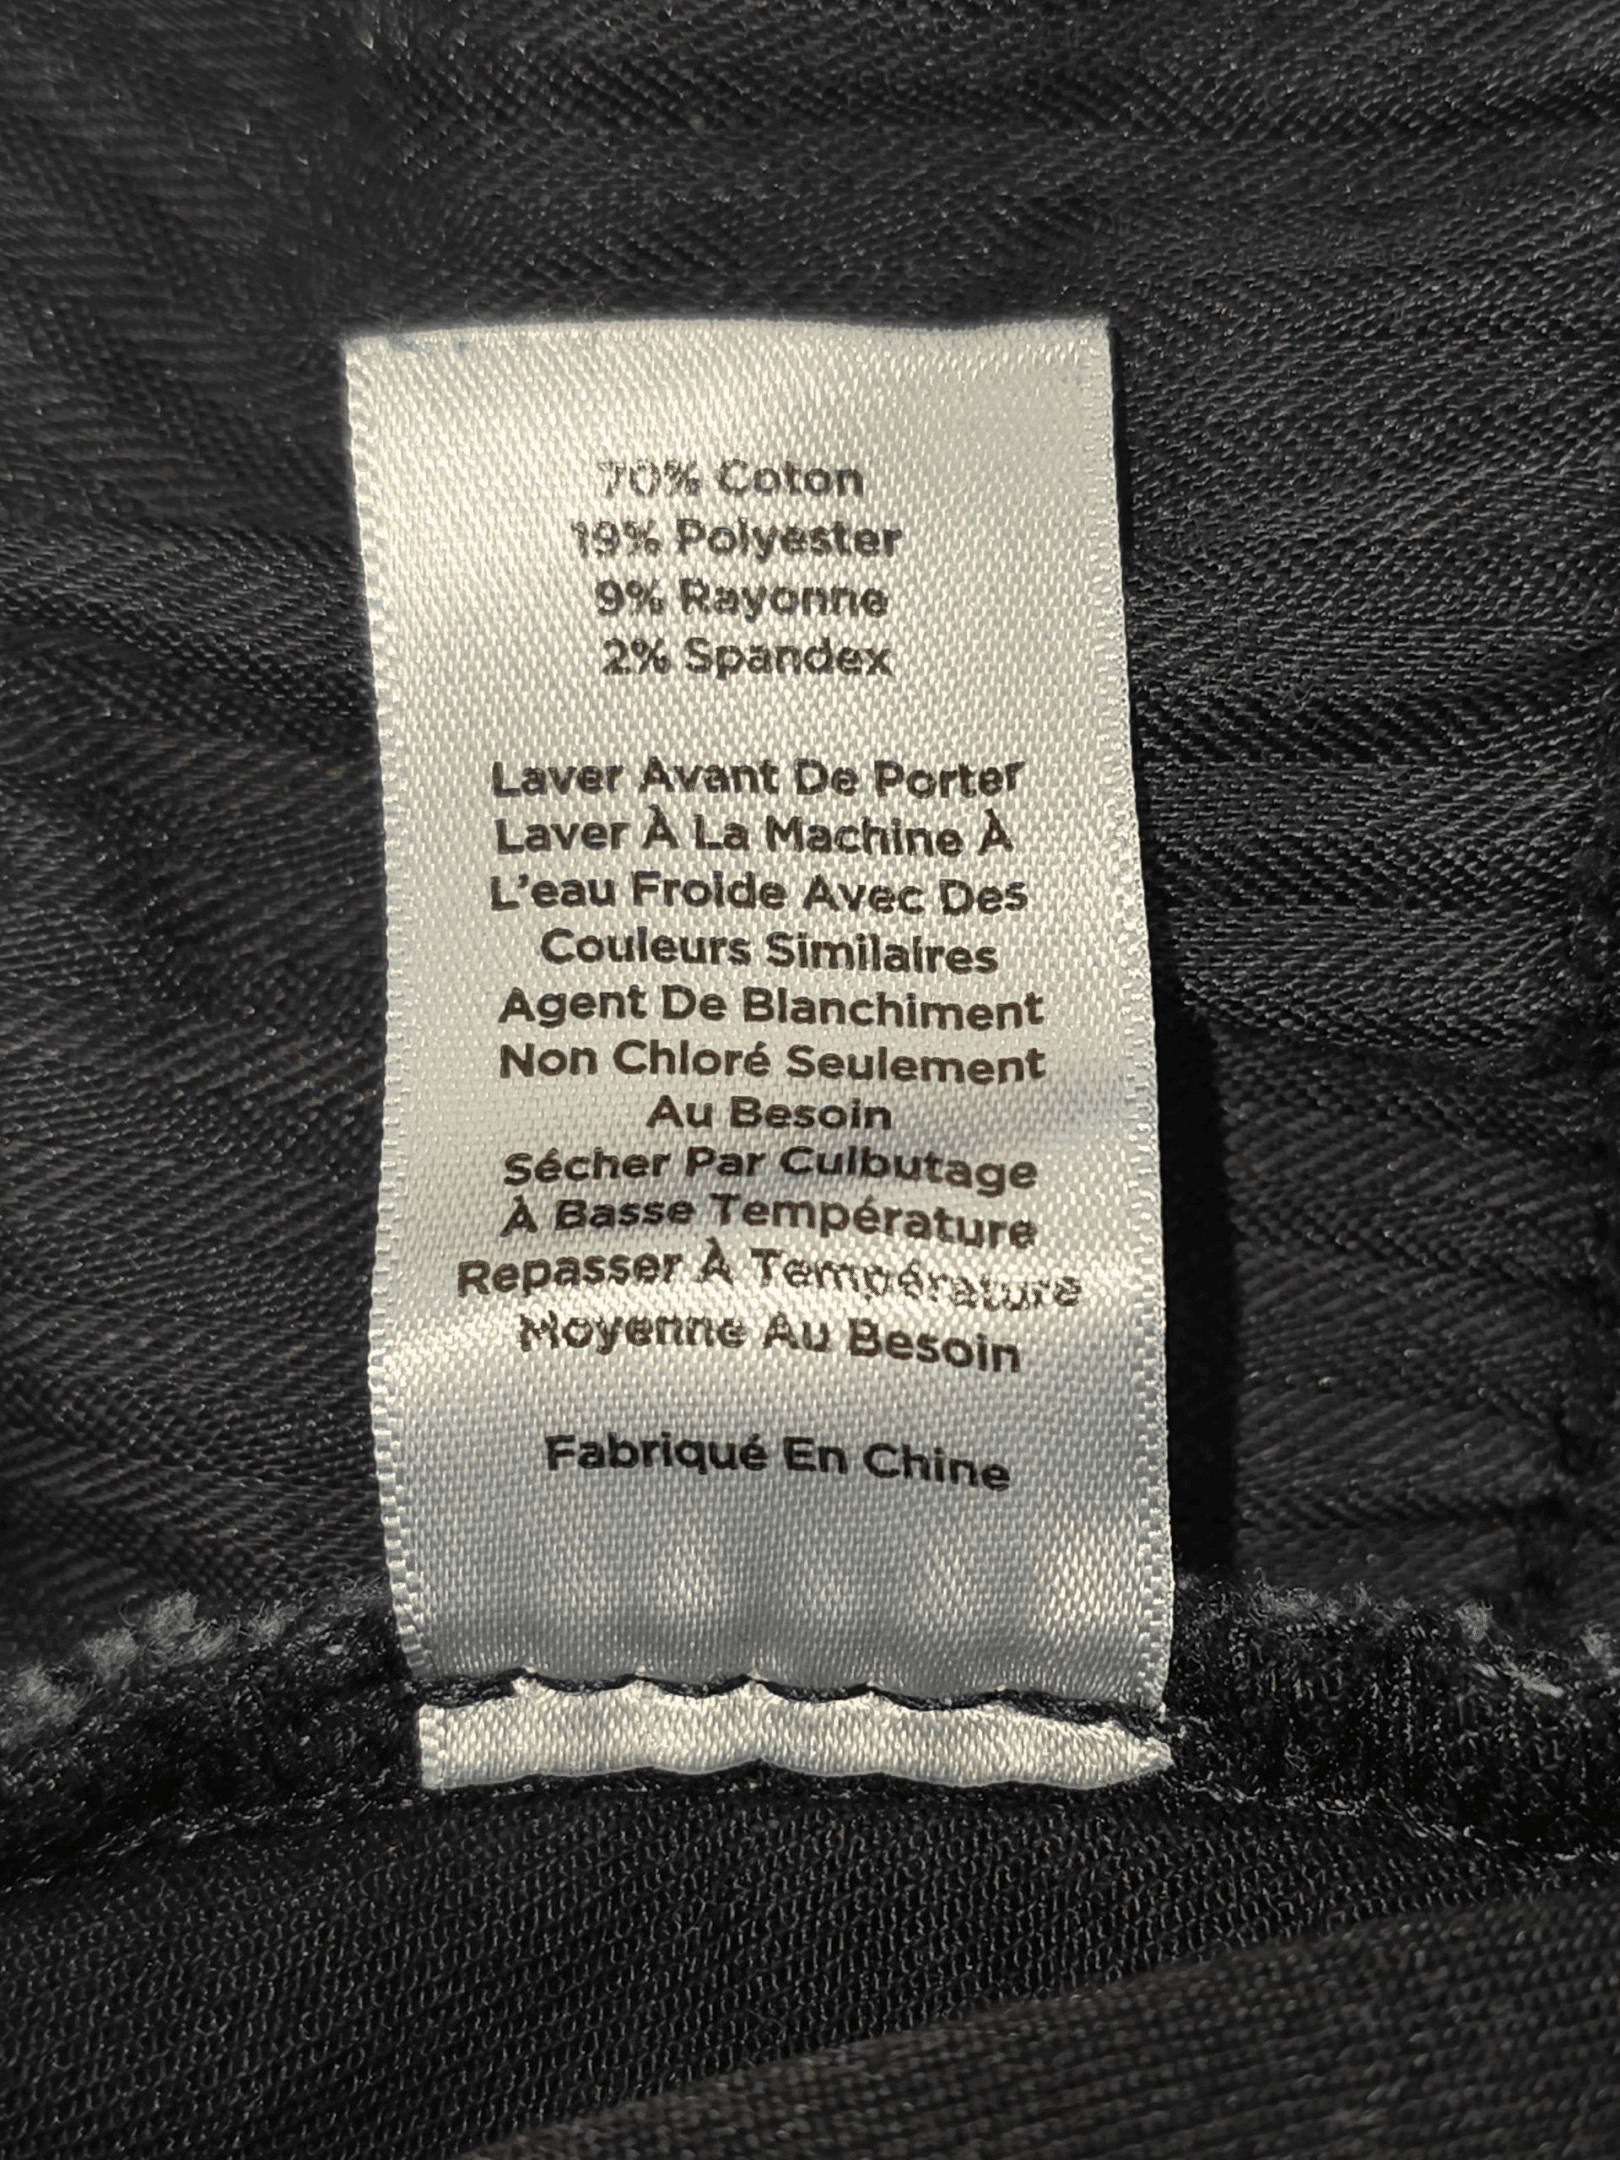 70% Coton
19% Polyester
9% Rayonne
2% Spandex
Laver Avant De Porter
Laver À La Machine À
L'eau Froide Avec Des
Couleurs Similaires
Agent De Blanchiment
Non Chloré Seulement
Au Besoin
Sécher Par Culbutage
À Basse Température
Repasser À Température
Moyenne Au Besoin
Fabriqué En Chine